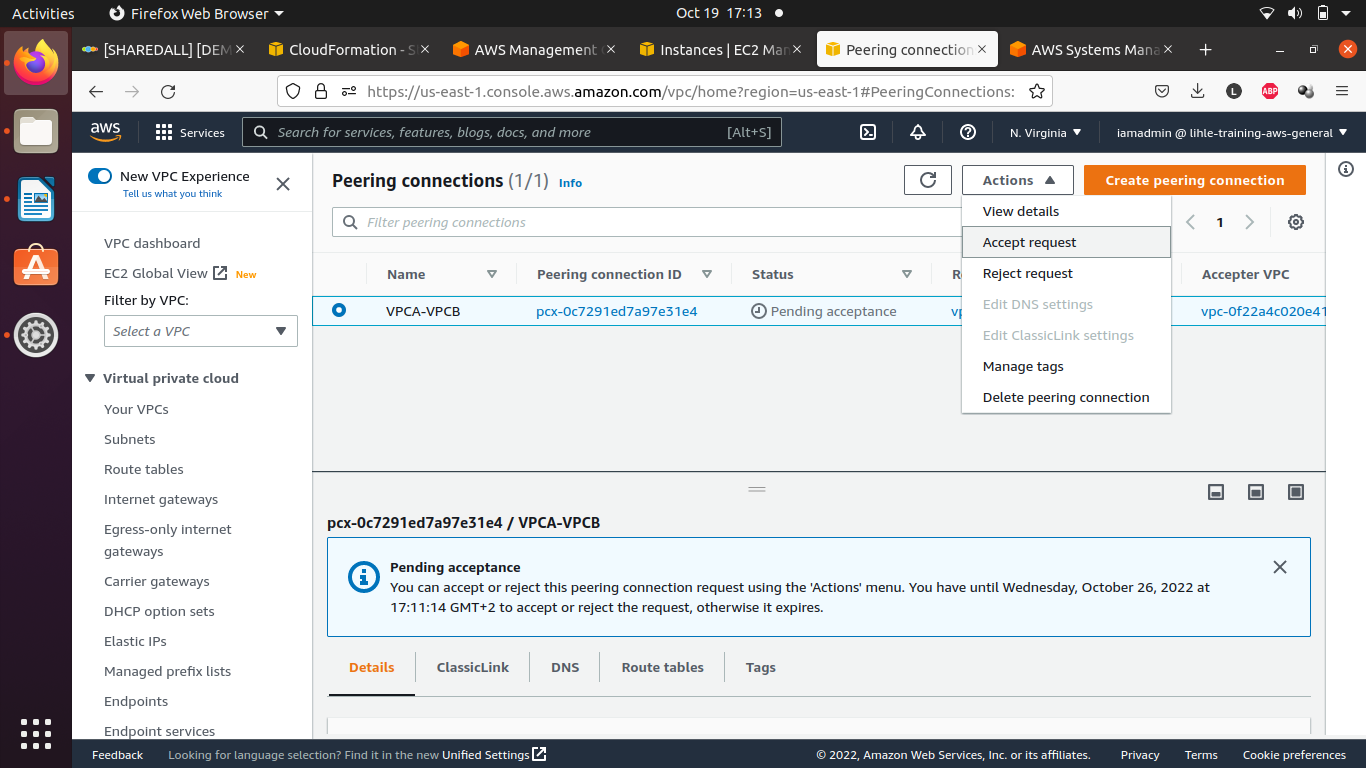 Activities
Firefox Web Browser
Oct 19 17:13
[SHAREDALL] [DEM
CloudFormation - S
AWS Management
Instances | EC2 Man
Peering connection
AWS Systems Mana
https://us-east-1.console.aws.amazon.com/vpc/home?region=us-east-1#PeeringConnections:
L
ABP
aws
Services
Search for services, features, blogs, docs, and more
[Alt+S]
N. Virginia
iamadmin @ lihle-training-aws-general
New VPC Experience
Tell us what you think
VPC dashboard
EC2 Global View
New
Filter by VPC:
Select a VPC
Virtual private cloud
Your VPCs
Subnets
Route tables
Internet gateways
Egress-only internet
gateways
Carrier gateways
DHCP option sets
Elastic IPs
Managed prefix lists
Endpoints
Endpoint services
Peering connections (1/1)
Info
Actions
Create peering connection
Filter peering connections
1
View details
Accept request
Reject request
Edit DNS settings
Edit ClassicLink settings
Manage tags
Delete peering connection
Name
Peering connection ID
Status
Accepter VPC
VPCA-VPCB
pcx-0c7291ed7a97e31e4
Pending acceptance
vpc-0f22a4c020e41
pcx-0c7291ed7a97e31e4 / VPCA-VPCB
Pending acceptance
You can accept or reject this peering connection request using the 'Actions' menu. You have until Wednesday, October 26, 2022 at
17:11:14 GMT+2 to accept or reject the request, otherwise it expires.
Details
ClassicLink
DNS
Route tables
Tags
Feedback
Looking for language selection? Find it in the new Unified Settings
© 2022, Amazon Web Services, Inc. or its affiliates.
Privacy
Terms
Cookie preferences